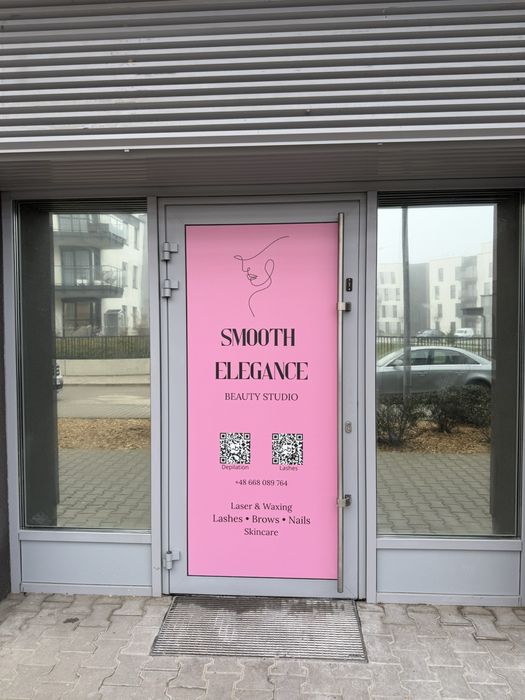 SMOOTH
ELEGANCE
BEAUTY STUDIO
Depilation
Lashes
+48 668 089 764
Laser & Waxing
Lashes • Brows • Nails
Skincare